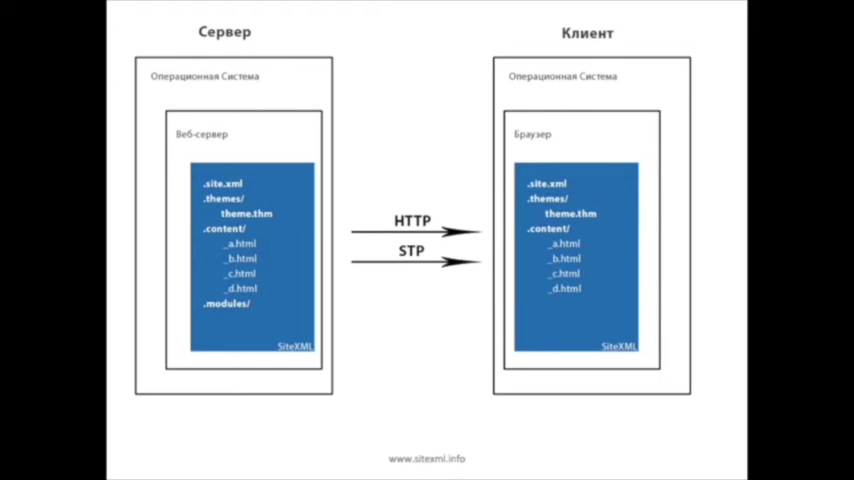 Сервер
Операционная Система
Веб-сервер
.site.xml
.themes/
theme.thm
.content/
_a.html
_b.html
_c.html
_d.html
.modules/
SiteXML
HTTP
STP
Клиент
Операционная Система
Браузер
.site.xml
.themes/
theme.thm
.content/
_a.html
_b.html
_c.html
_d.html
SiteXML
www.sitexml.info